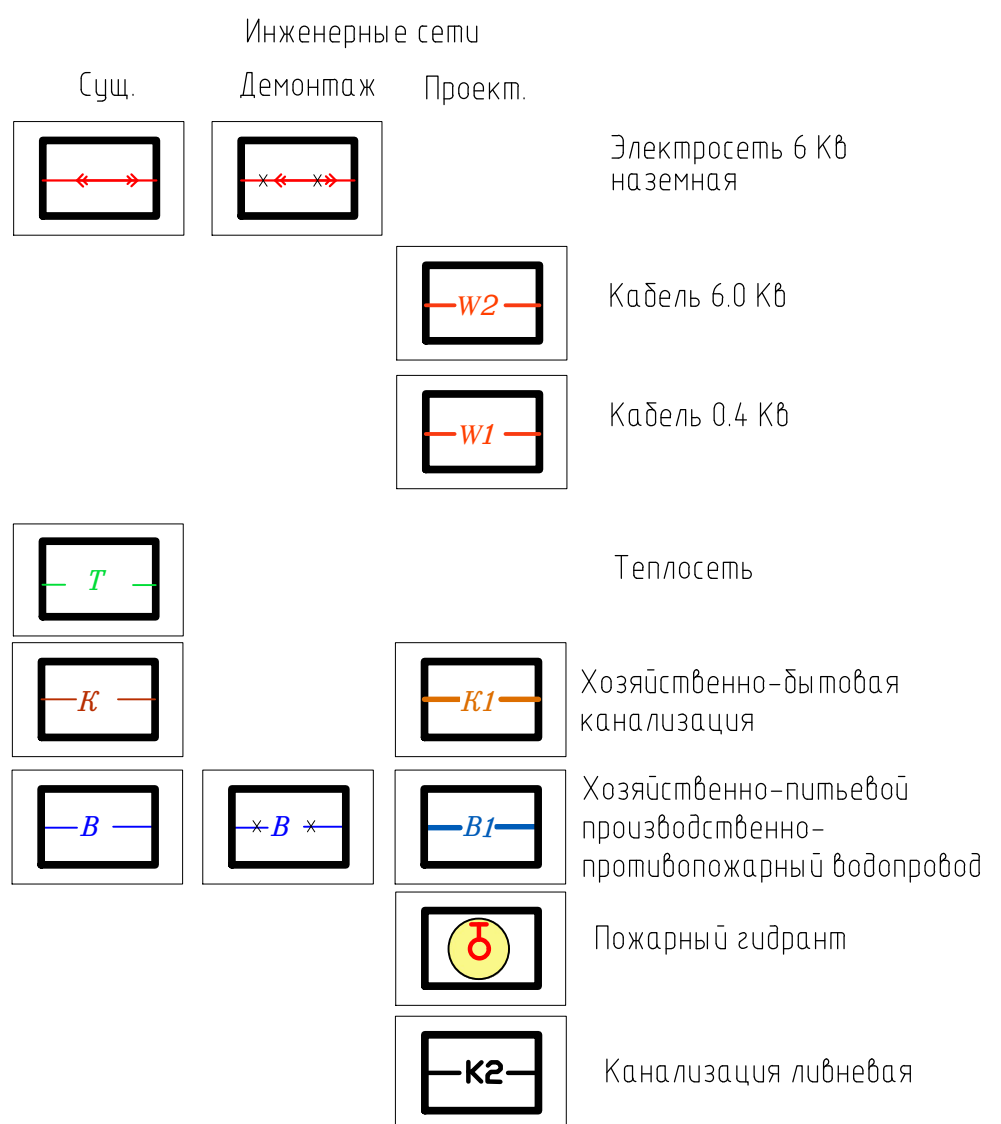 Инженерные сети
Сущ. Демонтаж Проект.
Электросеть 6 Кв
наземная
W2 Кабель 6.0 Кв
W1 Кабель 0.4 Кв
Т Теплосеть
К К1 Хозяйственно-бытовая
канализация
В В В1 Хозяйственно-питьевой
производственно-
противопожарный водопровод
Пожарный гидрант
К2 Канализация ливневая